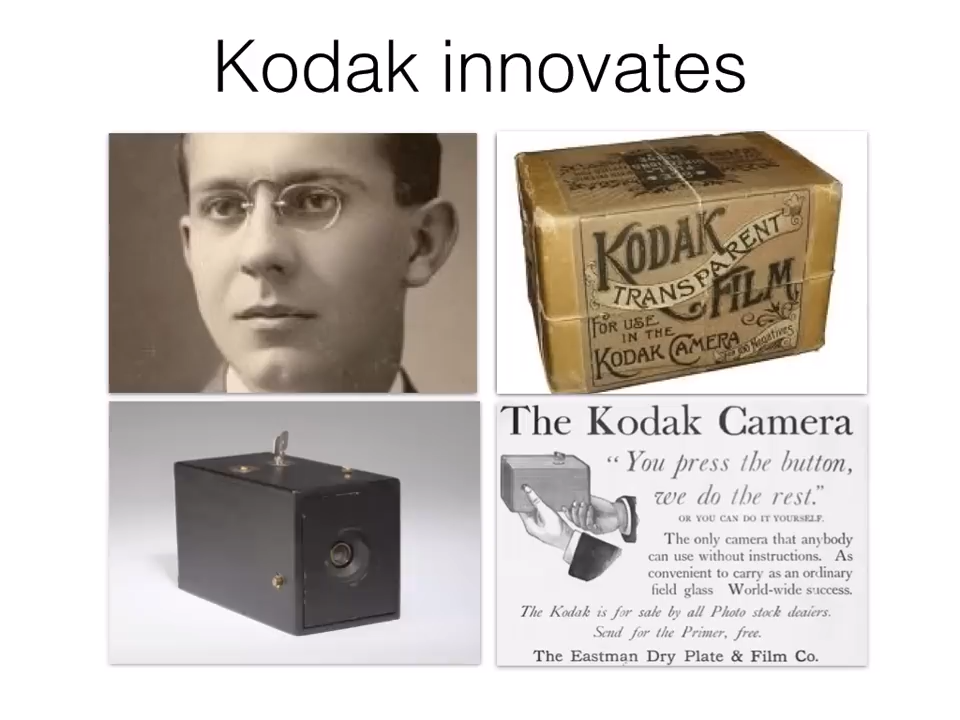 Kodak innovates
KODAK
TRANSPARENT
FILM
FOR USE
IN THE
KODAK CAMERA
For 100 Negatives
The Kodak Camera
“You press the button,
we do the rest.”
OR YOU CAN DO IT YOURSELF.
The only camera that anybody
can use without instructions. As
convenient to carry as an ordinary
field glass World-wide success.
The Kodak is for sale by all Photo stock dealers.
Send for the Primer, free.
The Eastman Dry Plate & Film Co.